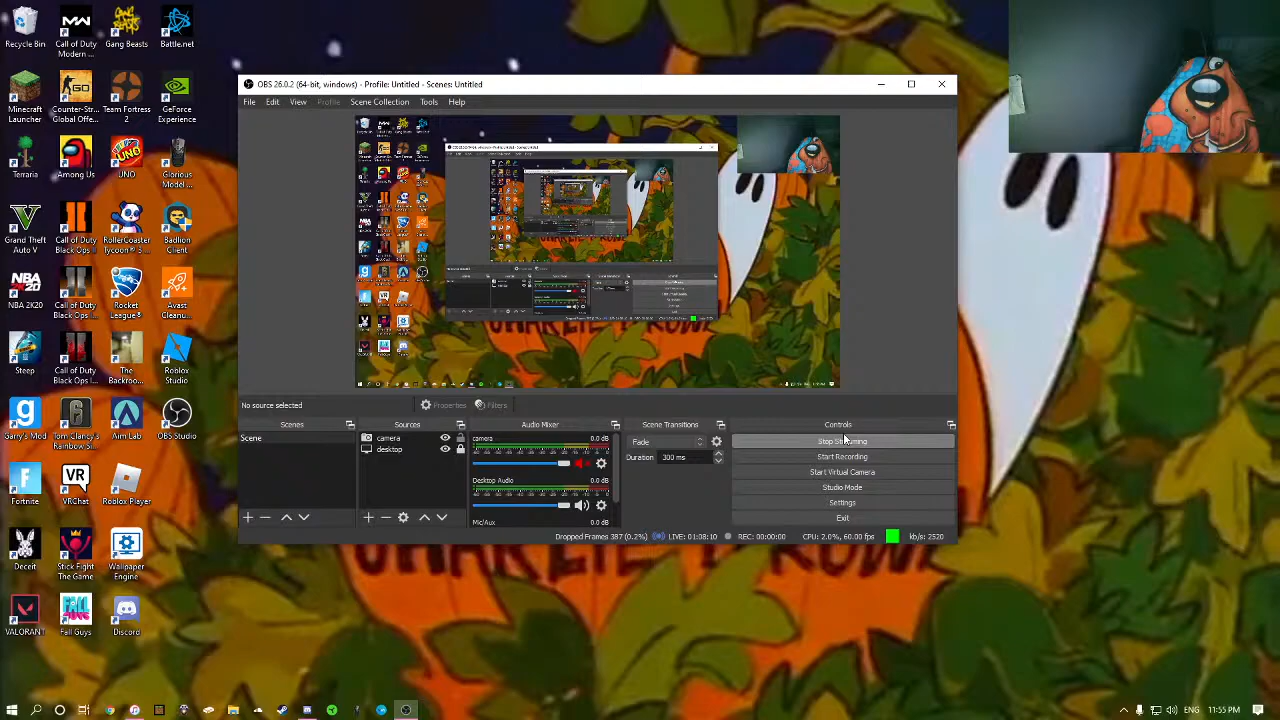 Recycle Bin
Call of Duty Modern ...
Gang Beasts
Battle.net
Minecraft Launcher
Counter-Str... Global Offe...
Team Fortress 2
GeForce Experience
Terraria
Among Us
UNO
Glorious Model ...
Grand Theft Auto V
Call of Duty Black Ops II
RollerCoaster Tycoon® 3...
Badlion Client
NBA 2K20
Call of Duty Black Ops II...
Rocket League®
Avast Cleanup
Steep
Call of Duty Black Ops I...
The Backroo...
Roblox Studio
Garry's Mod
Tom Clancy's Rainbow Si...
Aim Lab
OBS Studio
Fortnite
VRChat
Roblox Player
Deceit
Stick Fight The Game
Wallpaper Engine
VALORANT
Fall Guys
Discord
OBS 26.0.2 (64-bit, windows) - Profile: Untitled - Scenes: Untitled
File Edit View Profile Scene Collection Tools Help
No source selected
Properties Filters
Scenes Sources Audio Mixer Scene Transitions Controls
Scene
camera
desktop
camera 0.0 dB
Desktop Audio 0.0 dB
Mic/Aux 0.0 dB
Fade
Duration 300 ms
Stop Streaming
Start Recording
Start Virtual Camera
Studio Mode
Settings
Exit
Dropped Frames 387 (0.2%) LIVE: 01:08:10 REC: 00:00:00 CPU: 2.0%, 60.00 fps kb/s: 2520
11:55 PM